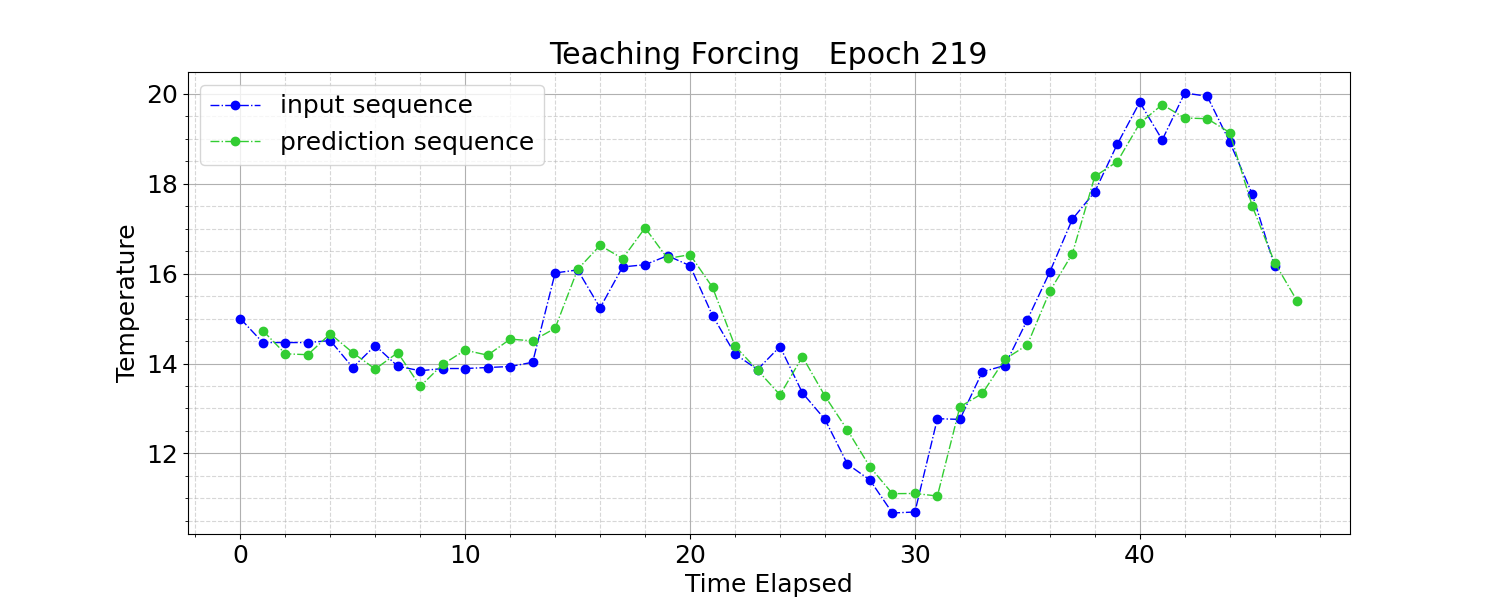 Teaching Forcing   Epoch 219
input sequence
prediction sequence
20
18
16
14
12
Temperature
0 10 20 30 40
Time Elapsed